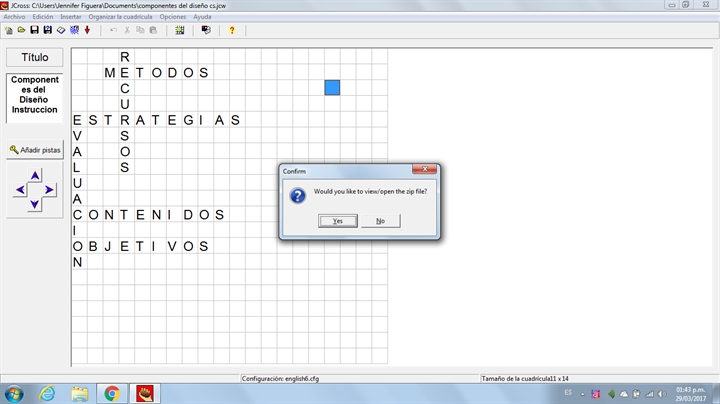 JCross: C:\Users\Jennifer Figuera\Documents\componentes del diseño cs.jcw
Archivo Edición Insertar Organizar la cuadrícula Opciones Ayuda
Título
Component
es del
Diseño
Instruccion
Añadir pistas
R
M E T O D O S
C
U
E S T R A T E G I A S
V S
A O
L S
U
A
C O N T E N I D O S
I
O B J E T I V O S
N
Confirm
Would you like to view/open the zip file?
Yes No
Configuración: english6.cfg
Tamaño de la cuadrícula11 x 14
ES
01:43 p.m.
29/03/2017